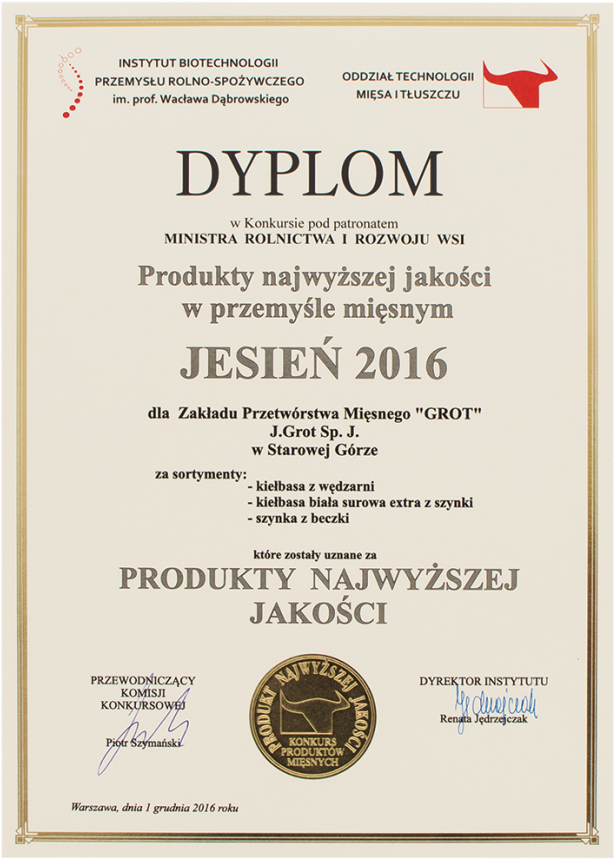 INSTYTUT BIOTECHNOLOGII
PRZEMYSŁU ROLNO-SPOŻYWCZEGO
im. prof. Wacława Dąbrowskiego
ODDZIAŁ TECHNOLOGII
MIĘSA I TŁUSZCZU
DYPLOM
w Konkursie pod patronatem
MINISTRA ROLNICTWA I ROZWOJU WSI
Produkty najwyższej jakości
w przemyśle mięsnym
JESIEŃ 2016
dla Zakładu Przetwórstwa Mięsnego "GROT"
J.Grot Sp. J.
w Starowej Górze
za sortymenty:
- kiełbasa z wędzarni
- kiełbasa biała surowa extra z szynki
- szynka z beczki
które zostały uznane za
PRODUKTY NAJWYŻSZEJ
JAKOŚCI
PRZEWODNICZĄCY
KOMISJI
KONKURSOWEJ
Piotr Szymański
PRODUKT NAJWYŻSZEJ JAKOŚCI
KONKURS
PRODUKTÓW
MIĘSNYCH
DYREKTOR INSTYTUTU
Jędrzejczak
Renata Jędrzejczak
Warszawa, dnia 1 grudnia 2016 roku